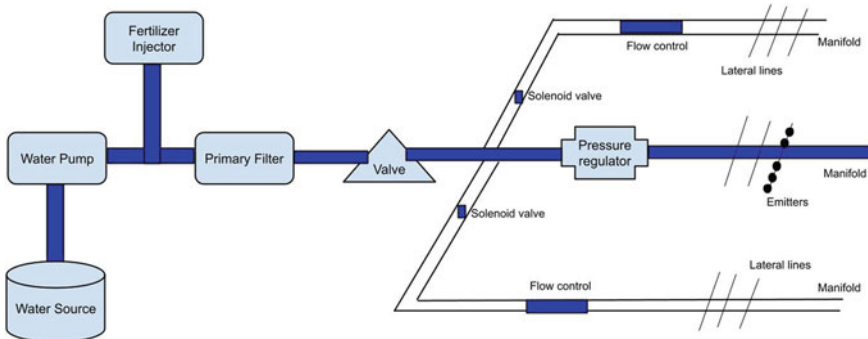 Fertilizer
Injector
Flow control
Manifold
Lateral lines
Solenoid valve
Water Pump
Primary Filter
Valve
Pressure
regulator
Manifold
Emitters
Solenoid valve
Water Source
Flow control
Lateral lines
Manifold